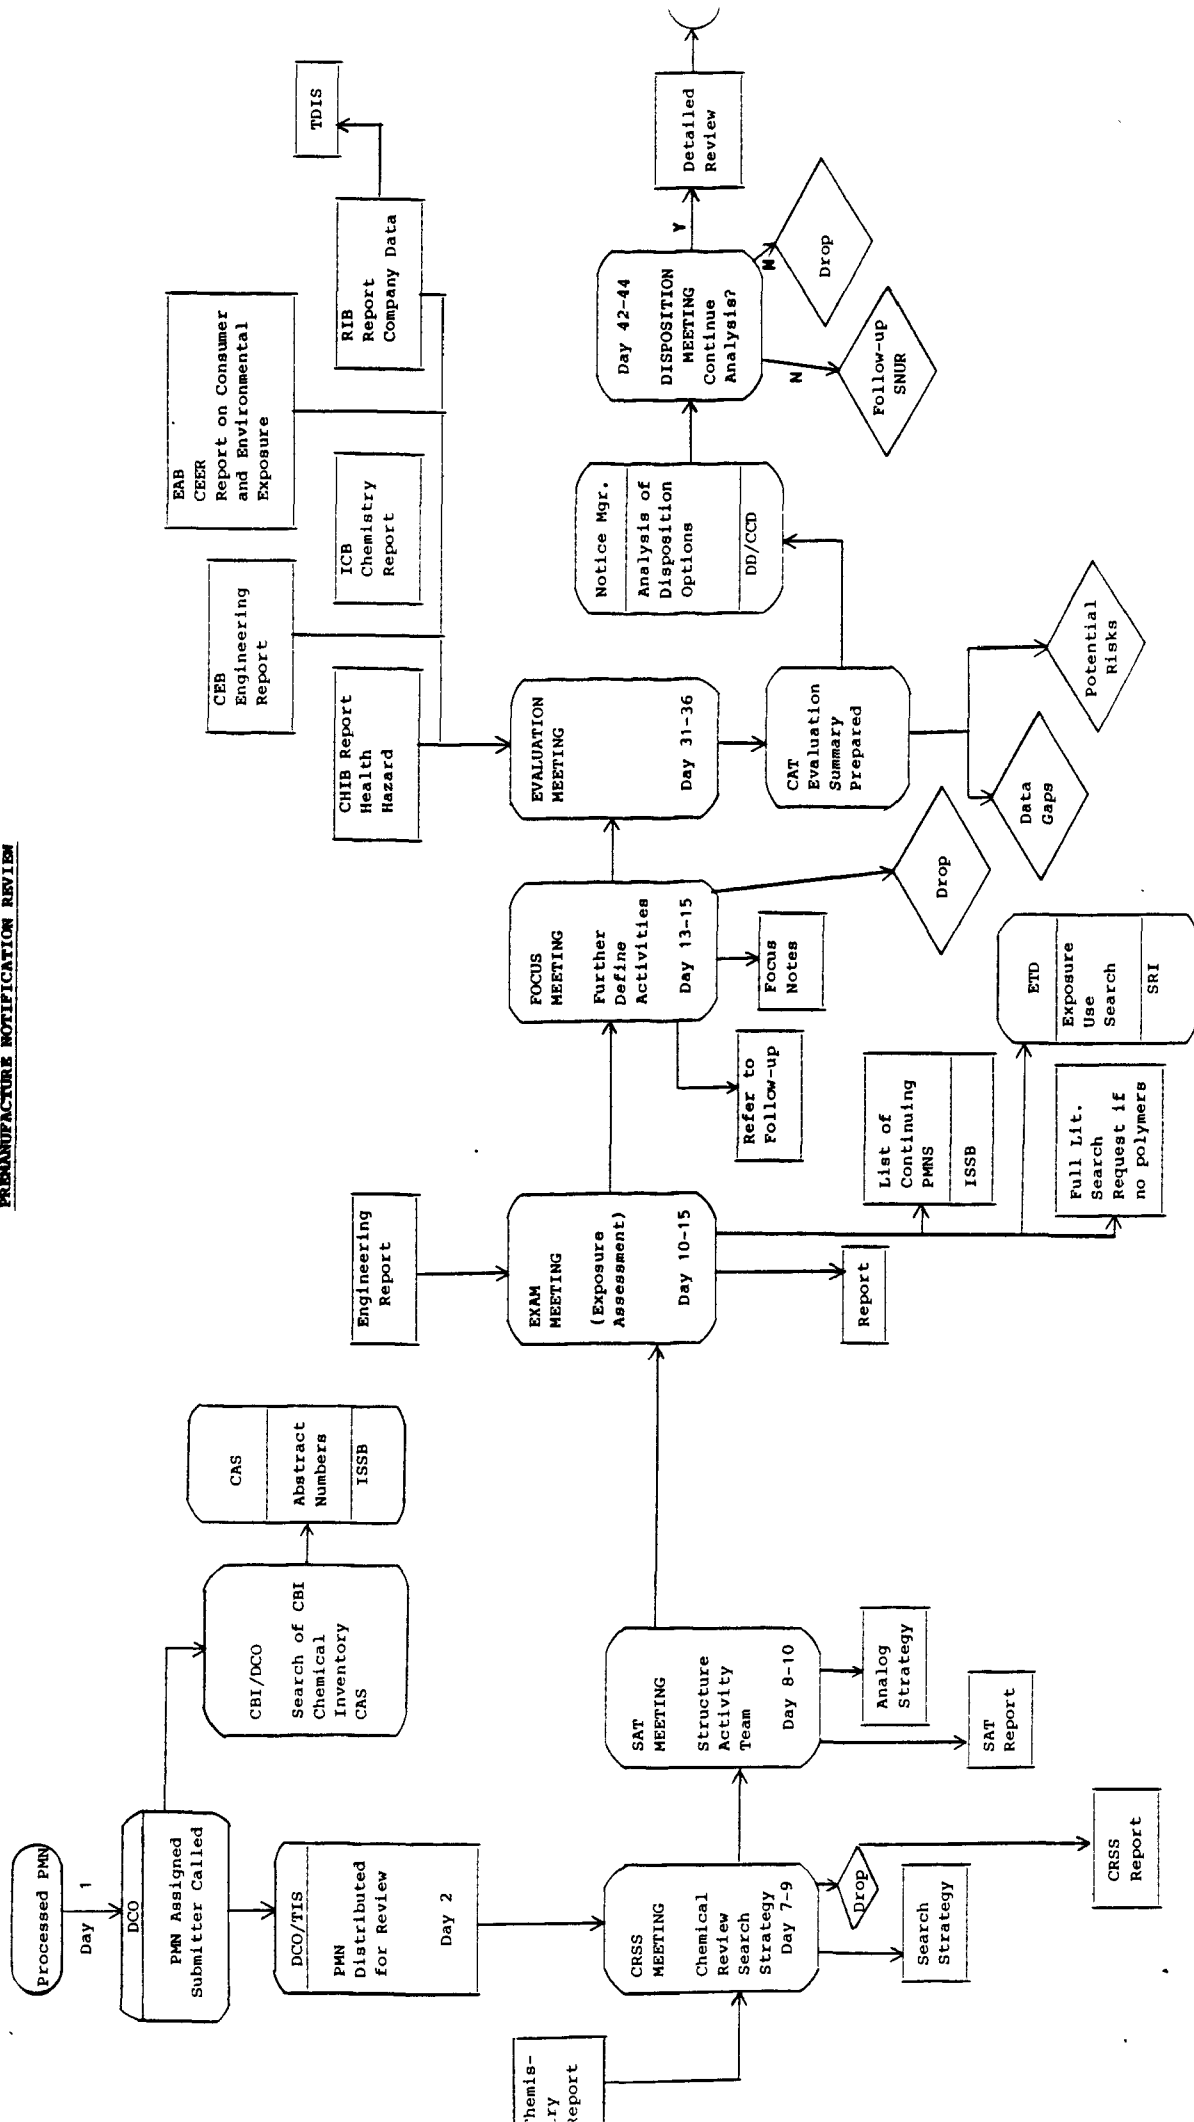 PREMANUFACTURE NOTIFICATION REVIEW
Processed PMN
Day 1
DCO
PMN Assigned
Submitter Called
CBI/DCO
Search of CBI
Chemical
Inventory
CAS
CAS
Abstract
Numbers
ISSB
DCO/TIS
PMN
Distributed
for Review
Day 2
hemis-
ry
eport
CRSS
MEETING
Chemical
Review
Search
Strategy
Day 7-9
Drop
Search
Strategy
CRSS
Report
SAT
MEETING
Structure
Activity
Team
Day 8-10
Analog
Strategy
SAT
Report
Engineering
Report
EXAM
MEETING
(Exposure
Assessment)
Day 10-15
Report
List of
Continuing
PMNS
ISSB
ETD
Exposure
Use
Search
SRI
Full Lit.
Search
Request if
no polymers
FOCUS
MEETING
Further
Define
Activities
Day 13-15
Refer to
Follow-up
Focus
Notes
Drop
CEB
Engineering
Report
EAB
CEER
Report on Consumer
and Environmental
Exposure
CHIB Report
Health
Hazard
ICB
Chemistry
Report
RIB
Report
Company Data
TDIS
EVALUATION
MEETING
Day 31-36
CAT
Evaluation
Summary
Prepared
Data
Gaps
Potential
Risks
Notice Mgr.
Analysis of
Disposition
Options
DD/CCD
Day 42-44
DISPOSITION
MEETING
Continue
Analysis?
Y
N
N
Follow-up
SNUR
Drop
Detailed
Review